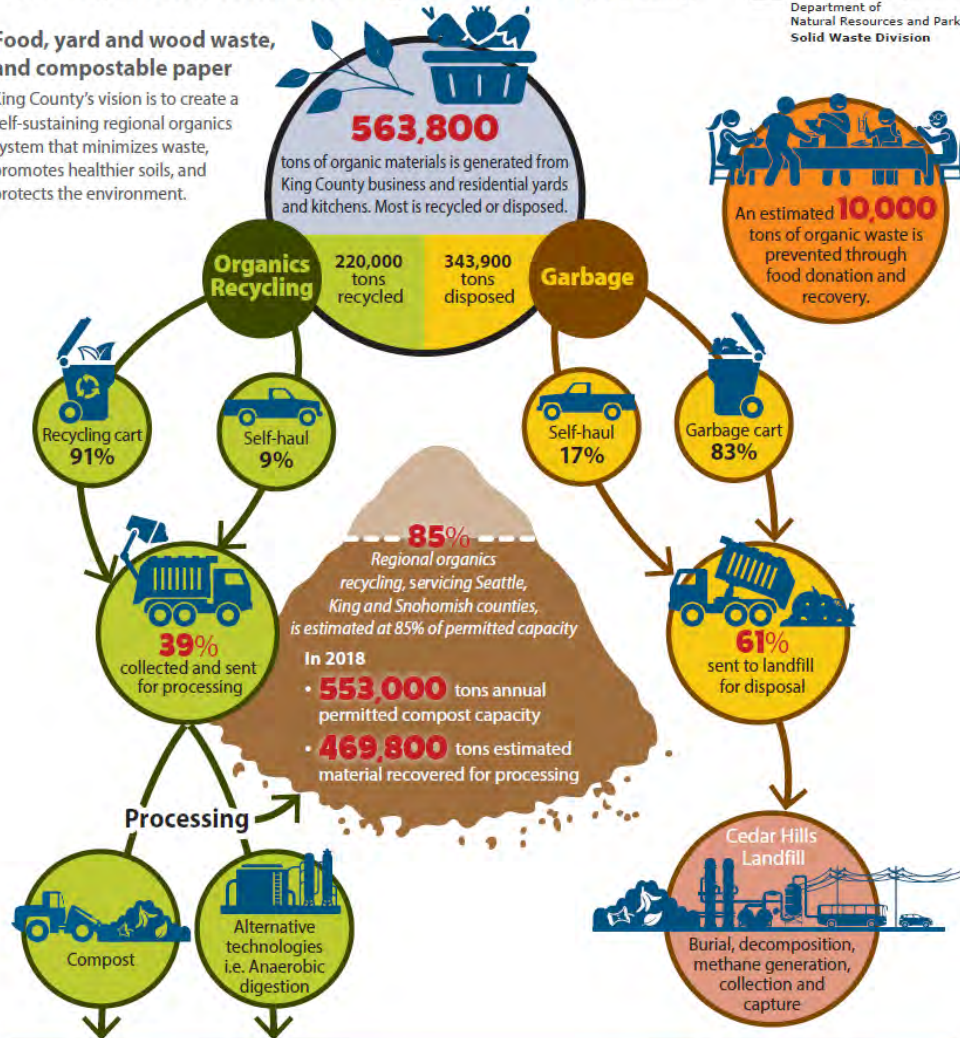 Department of
Natural Resources and Park
Solid Waste Division
Food, yard and wood waste,
and compostable paper
King County's vision is to create a
self-sustaining regional organics
system that minimizes waste,
promotes healthier soils, and
protects the environment.
563,800
tons of organic materials is generated from
King County business and residential yards
and kitchens. Most is recycled or disposed.
An estimated 10,000
tons of organic waste is
prevented through
food donation and
recovery.
Organics
Recycling
220,000
tons
recycled
343,900
tons
disposed
Garbage
Recycling cart
91%
Self-haul
9%
Self-haul
17%
Garbage cart
83%
85%
Regional organics
recycling, servicing Seattle,
King and Snohomish counties,
is estimated at 85% of permitted capacity
In 2018
• 553,000 tons annual
permitted compost capacity
• 469,800 tons estimated
material recovered for processing
39%
collected and sent
for processing
61%
sent to landfill
for disposal
Processing
Compost
Alternative
technologies
i.e. Anaerobic
digestion
Cedar Hills
Landfill
Burial, decomposition,
methane generation,
collection and
capture